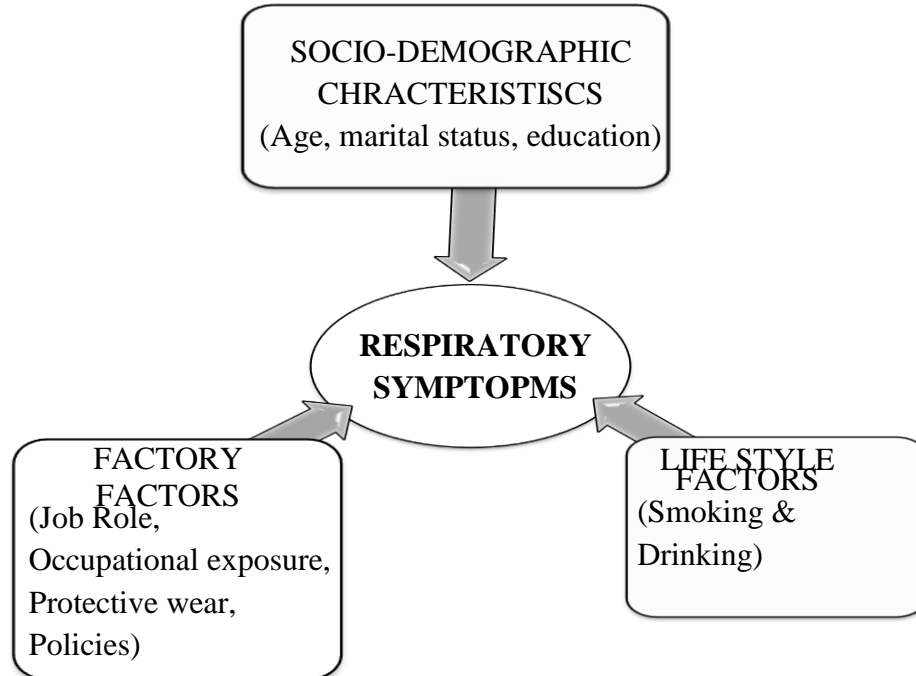 SOCIO-DEMOGRAPHIC
CHRACTERISTISCS
(Age, marital status, education)
RESPIRATORY
SYMPTOPMS
FACTORY
FACTORS
(Job Role,
Occupational exposure,
Protective wear,
Policies)
LIFE STYLE
FACTORS
(Smoking &
Drinking)